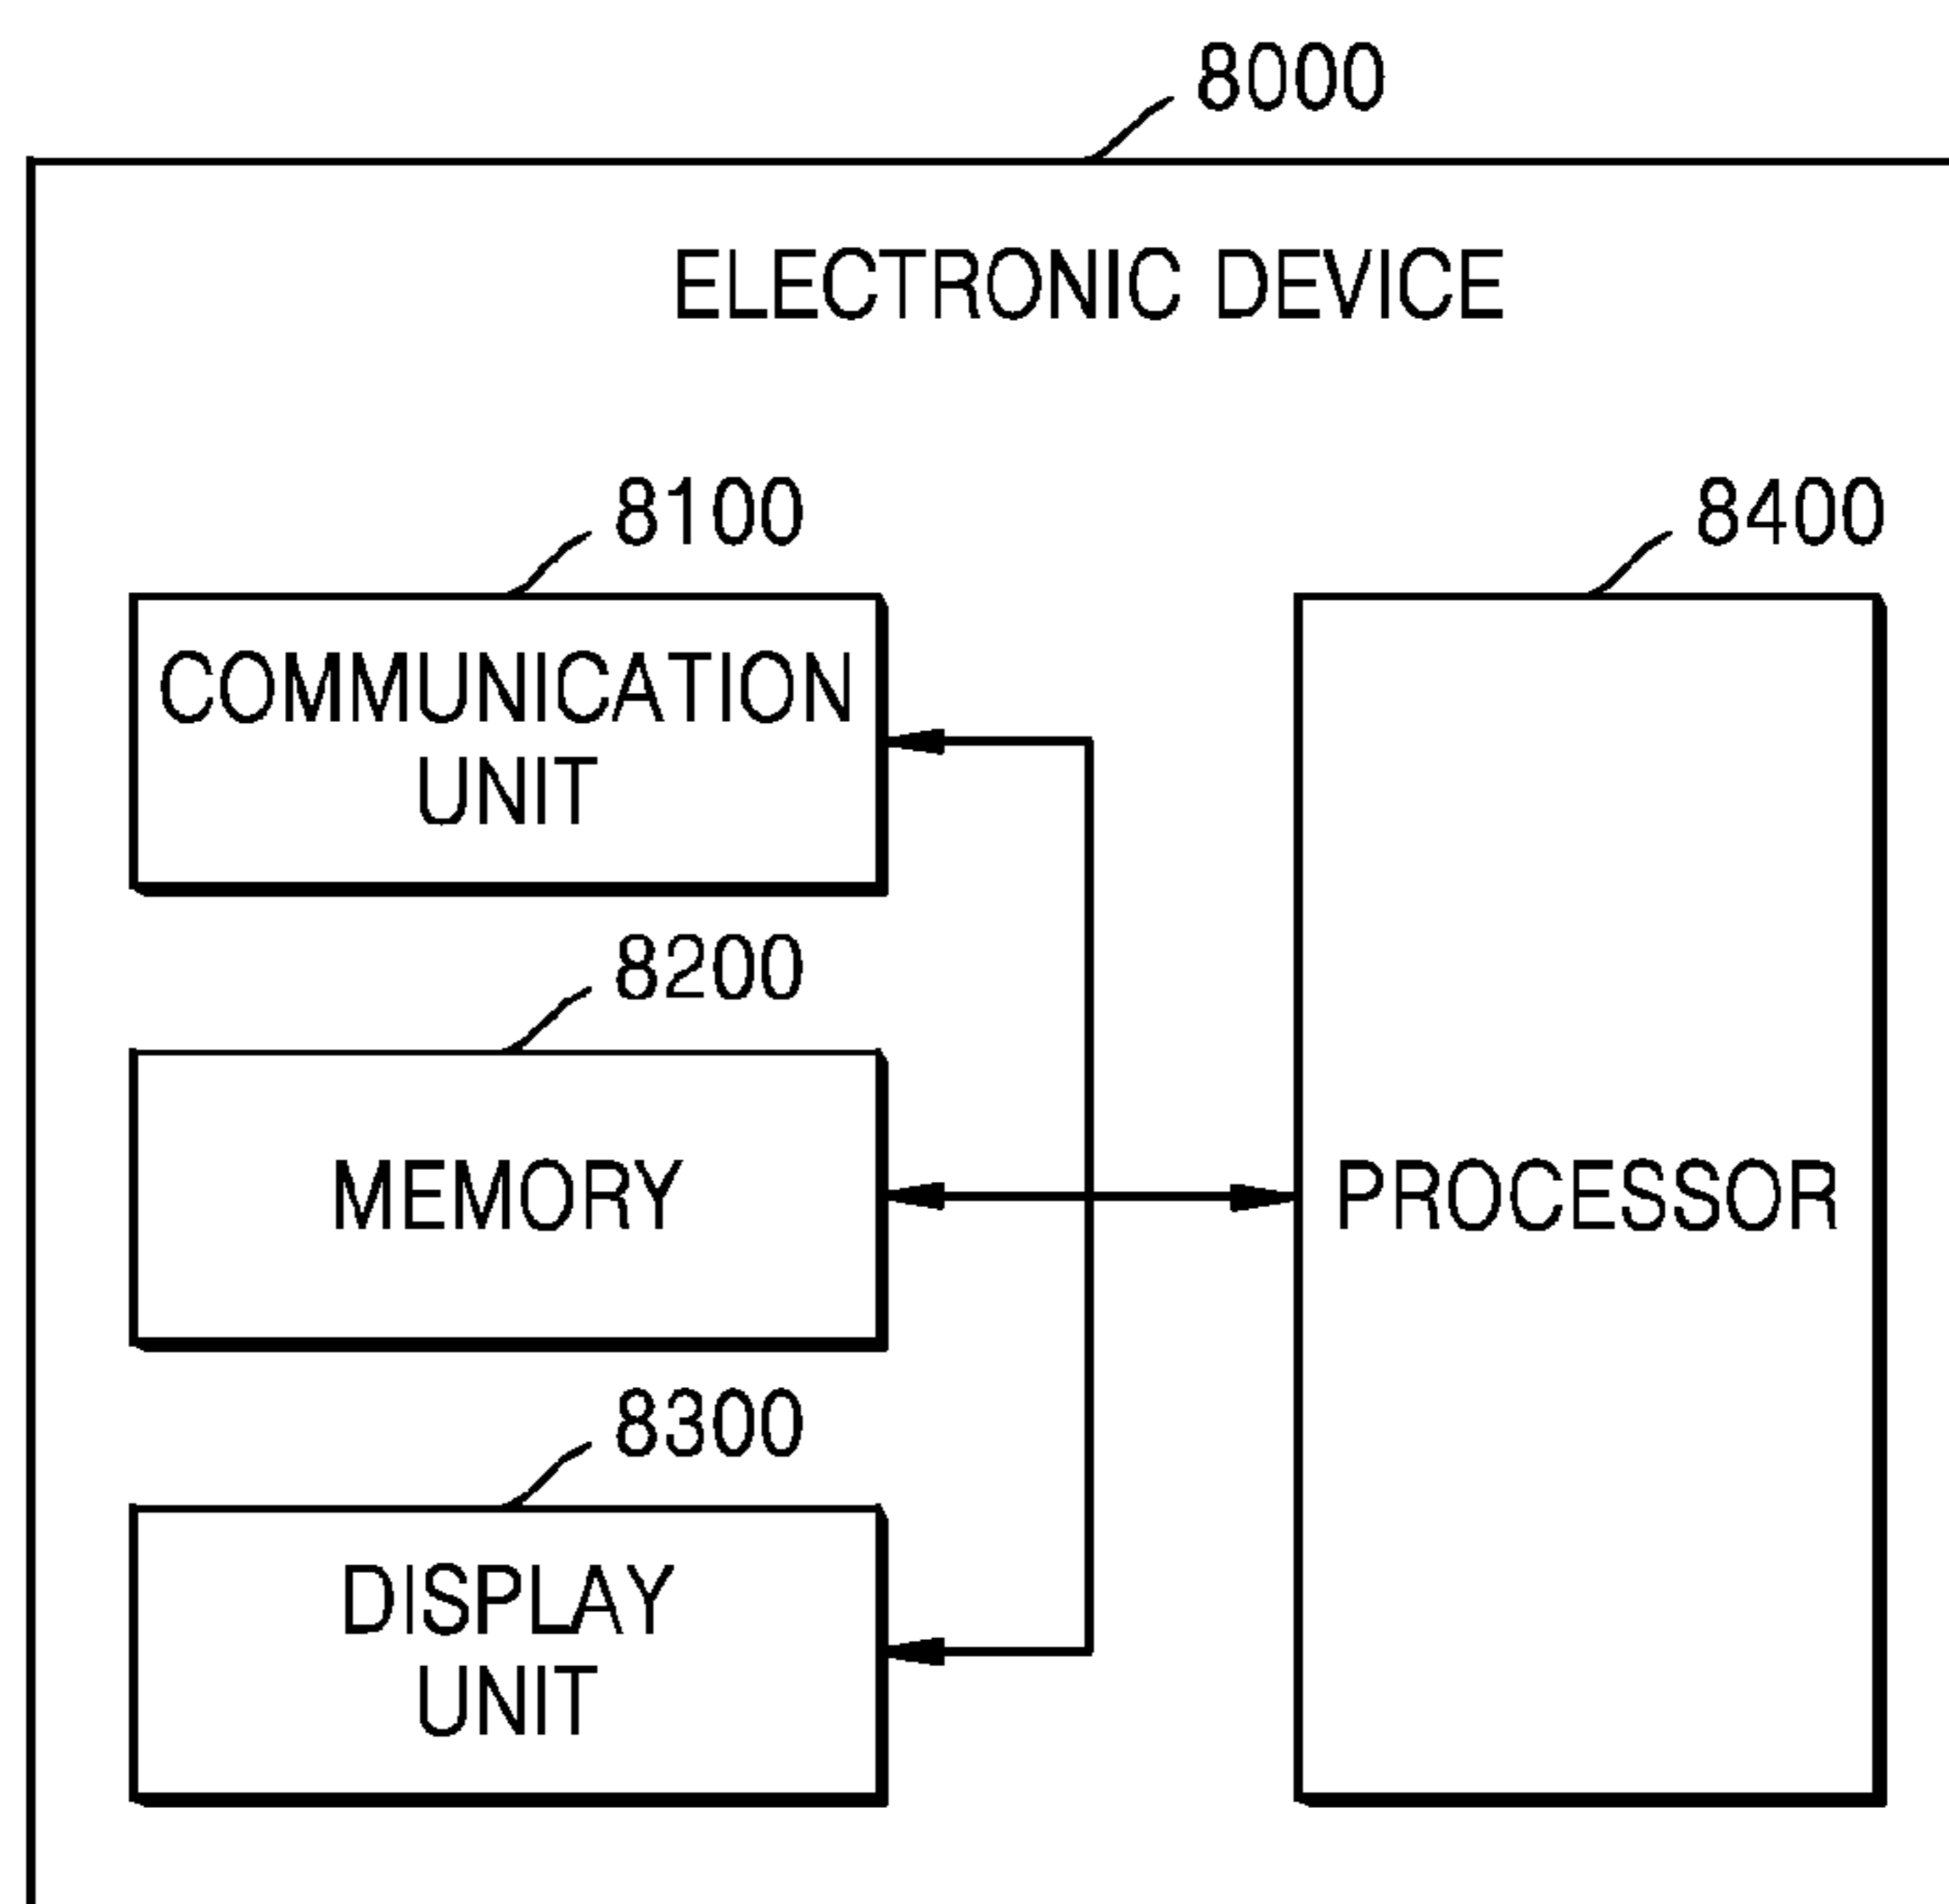 8000
ELECTRONIC DEVICE
8100
COMMUNICATION
UNIT
8200
MEMORY
8300
DISPLAY
UNIT
8400
PROCESSOR